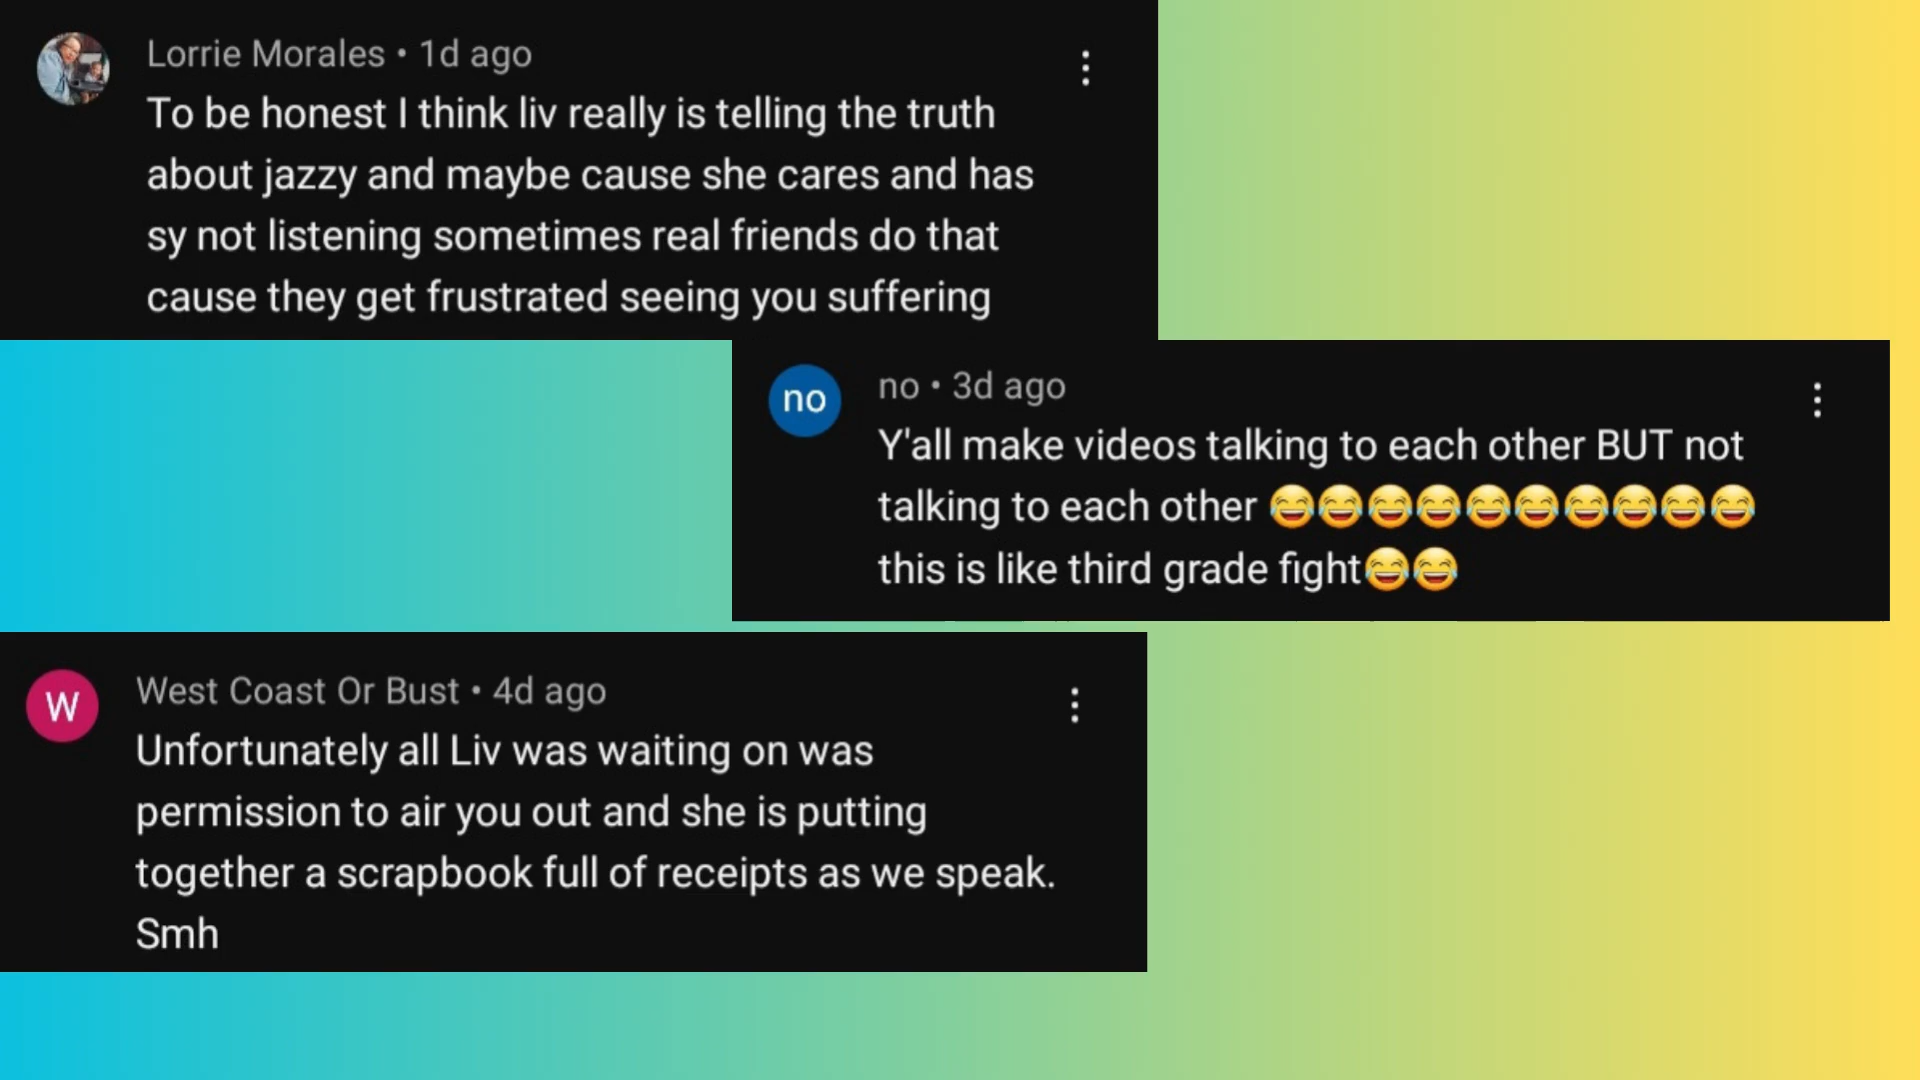 Lorrie Morales • 1d ago
To be honest I think liv really is telling the truth
about jazzy and maybe cause she cares and has
sy not listening sometimes real friends do that
cause they get frustrated seeing you suffering
no
no • 3d ago
Y'all make videos talking to each other BUT not
talking to each other 😂😂😂😂😂😂😂😂😂😂
this is like third grade fight😂😂
W
West Coast Or Bust • 4d ago
Unfortunately all Liv was waiting on was
permission to air you out and she is putting
together a scrapbook full of receipts as we speak.
Smh